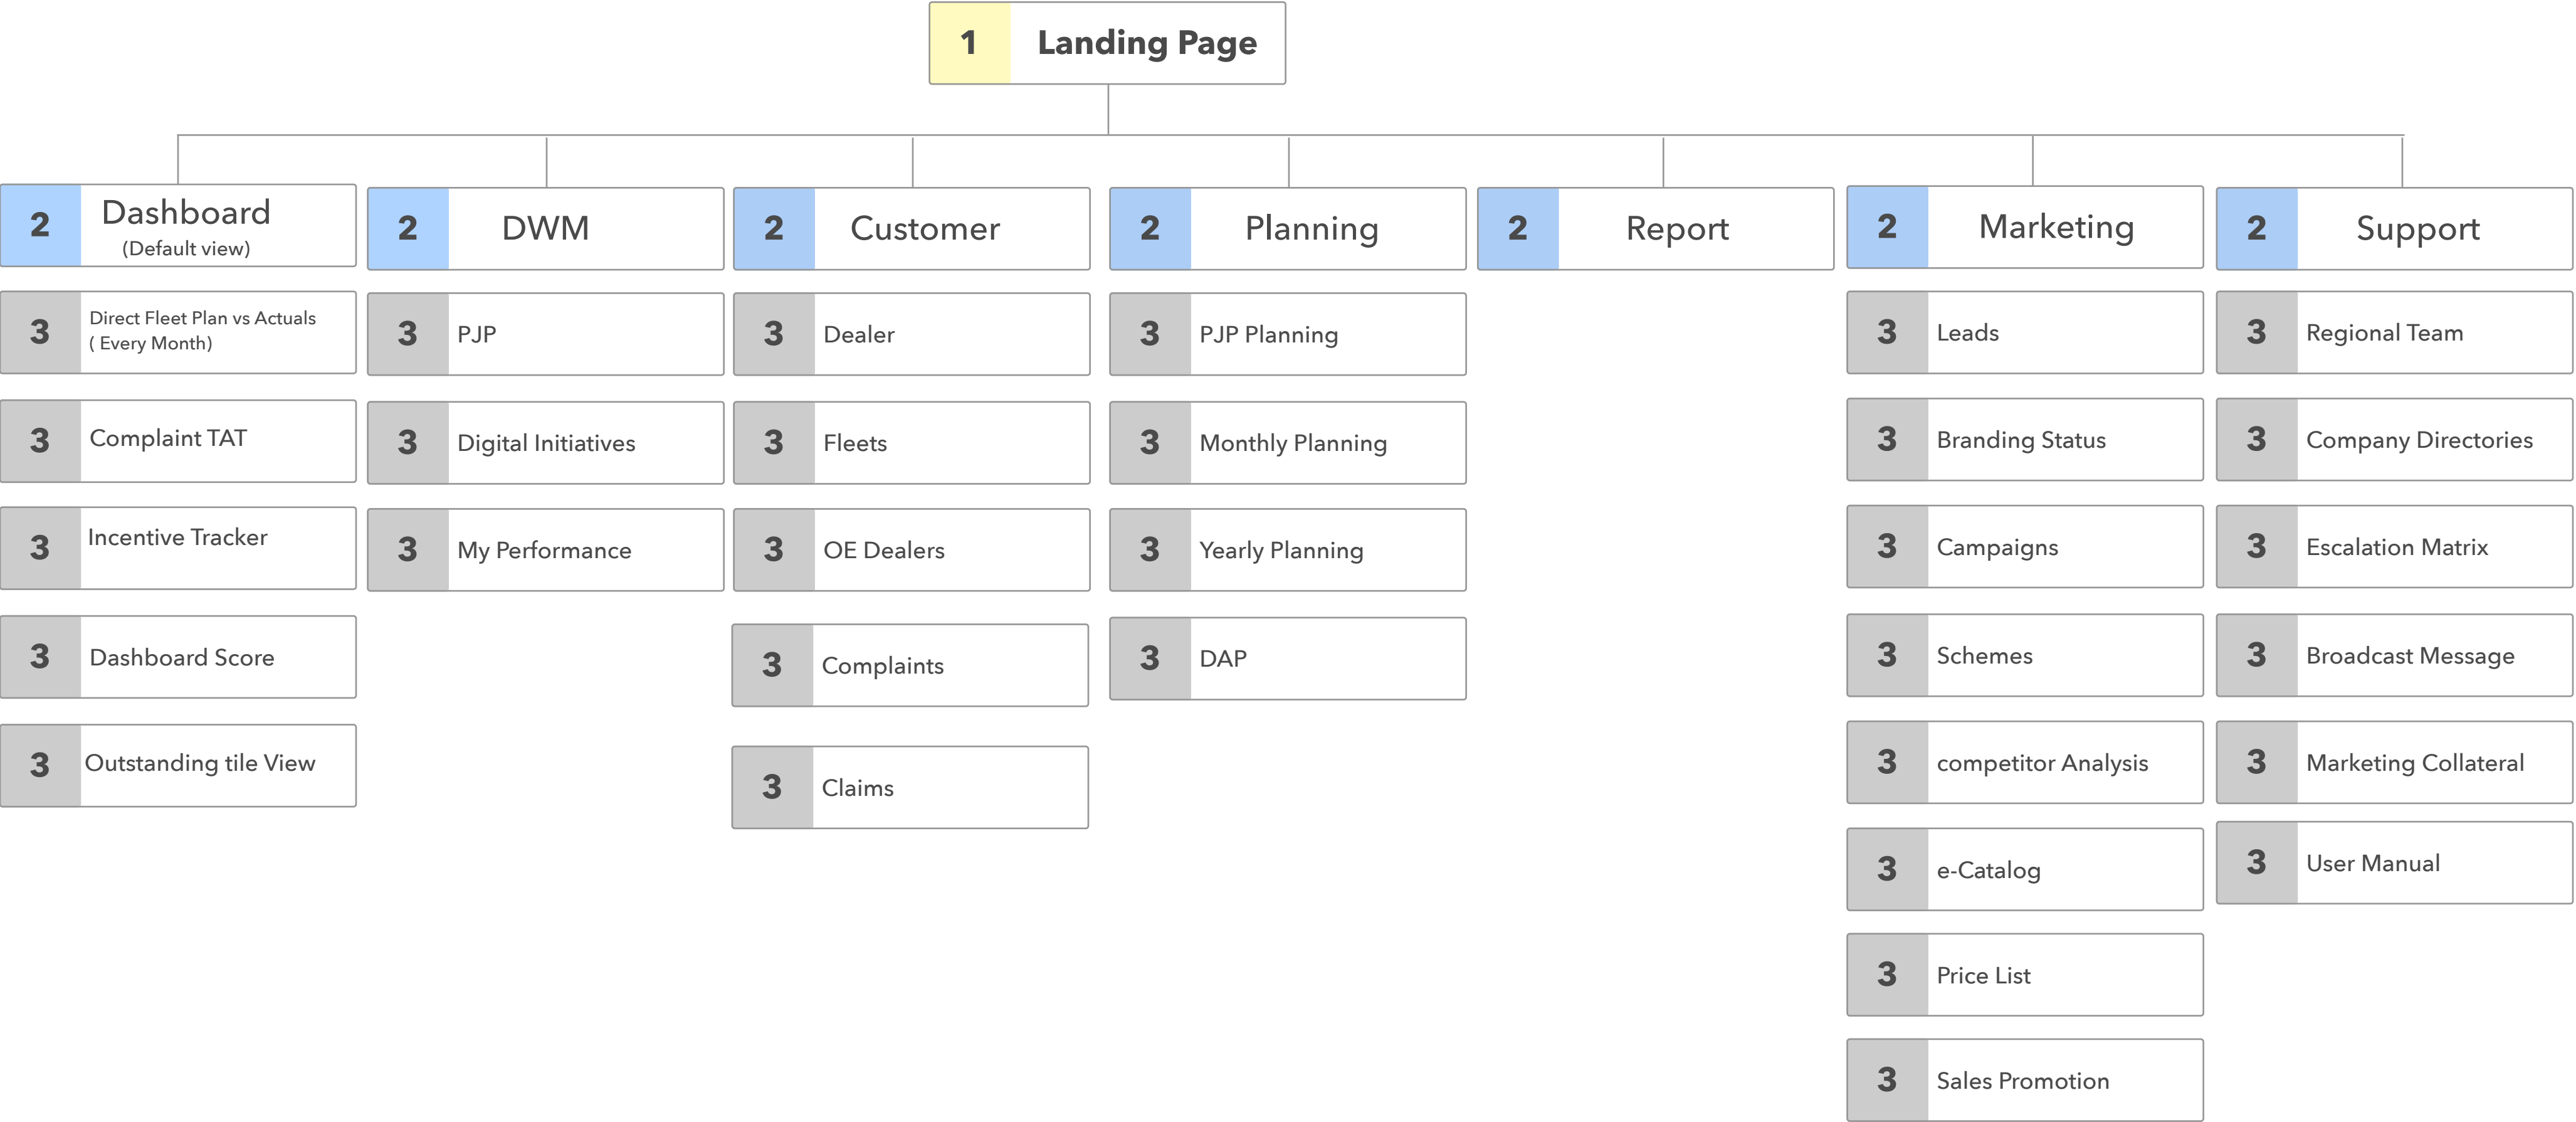 1 Landing Page
2 Dashboard
(Default view)
3 Direct Fleet Plan vs Actuals
( Every Month)
3 Complaint TAT
3 Incentive Tracker
3 Dashboard Score
3 Outstanding tile View
2 DWM
3 PJP
3 Digital Initiatives
3 My Performance
2 Customer
3 Dealer
3 Fleets
3 OE Dealers
3 Complaints
3 Claims
2 Planning
3 PJP Planning
3 Monthly Planning
3 Yearly Planning
3 DAP
2 Report
2 Marketing
3 Leads
3 Branding Status
3 Campaigns
3 Schemes
3 competitor Analysis
3 e-Catalog
3 Price List
3 Sales Promotion
2 Support
3 Regional Team
3 Company Directories
3 Escalation Matrix
3 Broadcast Message
3 Marketing Collateral
3 User Manual